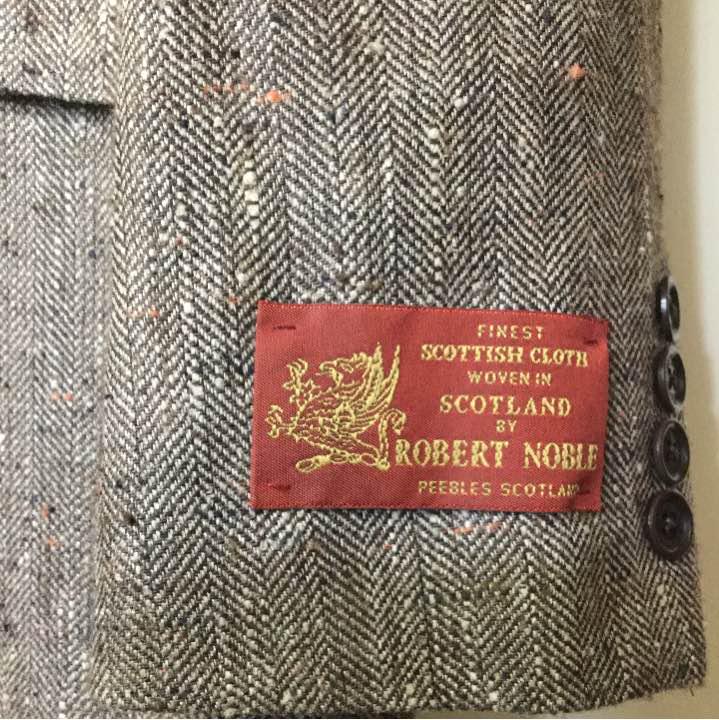 FINEST
SCOTTISH CLOTH
WOVEN IN
SCOTLAND
BY
ROBERT NOBLE
PEEBLES SCOTLAND